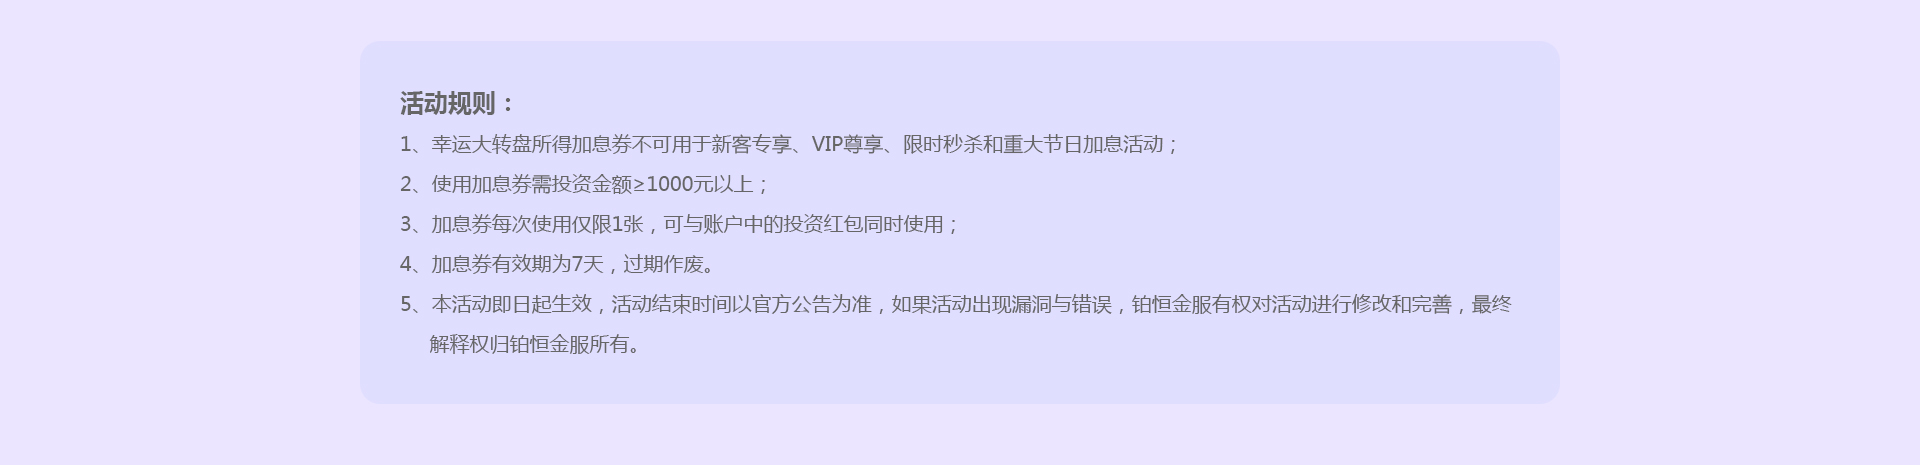 活动规则：
1、幸运大转盘所得加息券不可用于新客专享、VIP尊享、限时秒杀和重大节日加息活动；
2、使用加息券需投资金额≥1000元以上；
3、加息券每次使用仅限1张，可与账户中的投资红包同时使用；
4、加息券有效期为7天，过期作废。
5、本活动即日起生效，活动结束时间以官方公告为准，如果活动出现漏洞与错误，铂恒金服有权对活动进行修改和完善，最终
解释权归铂恒金服所有。